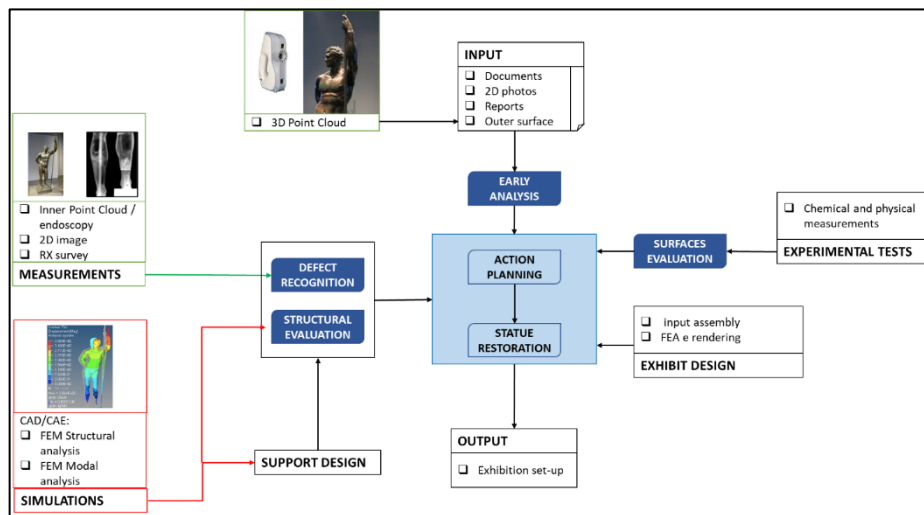 3D Point Cloud
INPUT
Documents
2D photos
Reports
Outer surface
Inner Point Cloud /
endoscopy
2D image
RX survey
MEASUREMENTS
EARLY
ANALYSIS
Chemical and physical
measurements
EXPERIMENTAL TESTS
SURFACES
EVALUATION
DEFECT
RECOGNITION
STRUCTURAL
EVALUATION
ACTION
PLANNING
STATUE
RESTORATION
Input assembly
FEA e rendering
EXHIBIT DESIGN
CAD/CAE:
FEM Structural
analysis
FEM Modal
analysis
SIMULATIONS
SUPPORT DESIGN
OUTPUT
Exhibition set-up